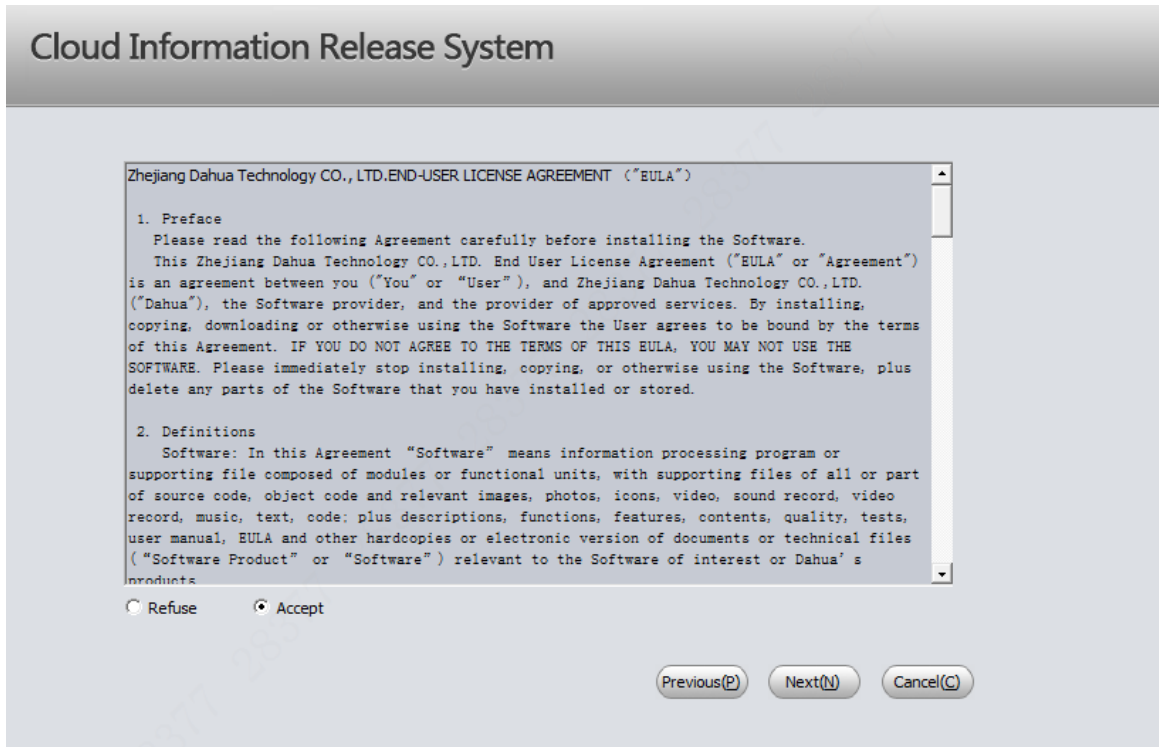 Cloud Information Release System
Zhejiang Dahua Technology CO., LTD.END-USER LICENSE AGREEMENT ("EULA")
1. Preface
Please read the following Agreement carefully before installing the Software.
This Zhejiang Dahua Technology CO.,LTD. End User License Agreement ("EULA" or "Agreement")
is an agreement between you ("You" or “User”), and Zhejiang Dahua Technology CO.,LTD.
("Dahua"), the Software provider, and the provider of approved services. By installing,
copying, downloading or otherwise using the Software the User agrees to be bound by the terms
of this Agreement. IF YOU DO NOT AGREE TO THE TERMS OF THIS EULA, YOU MAY NOT USE THE
SOFTWARE. Please immediately stop installing, copying, or otherwise using the Software, plus
delete any parts of the Software that you have installed or stored.
2. Definitions
Software: In this Agreement “Software” means information processing program or
supporting file composed of modules or functional units, with supporting files of all or part
of source code, object code and relevant images, photos, icons, video, sound record, video
record, music, text, code; plus descriptions, functions, features, contents, quality, tests,
user manual, EULA and other hardcopies or electronic version of documents or technical files
(“Software Product” or “Software”) relevant to the Software of interest or Dahua’s
products
Refuse Accept
Previous(P) Next(N) Cancel(C)